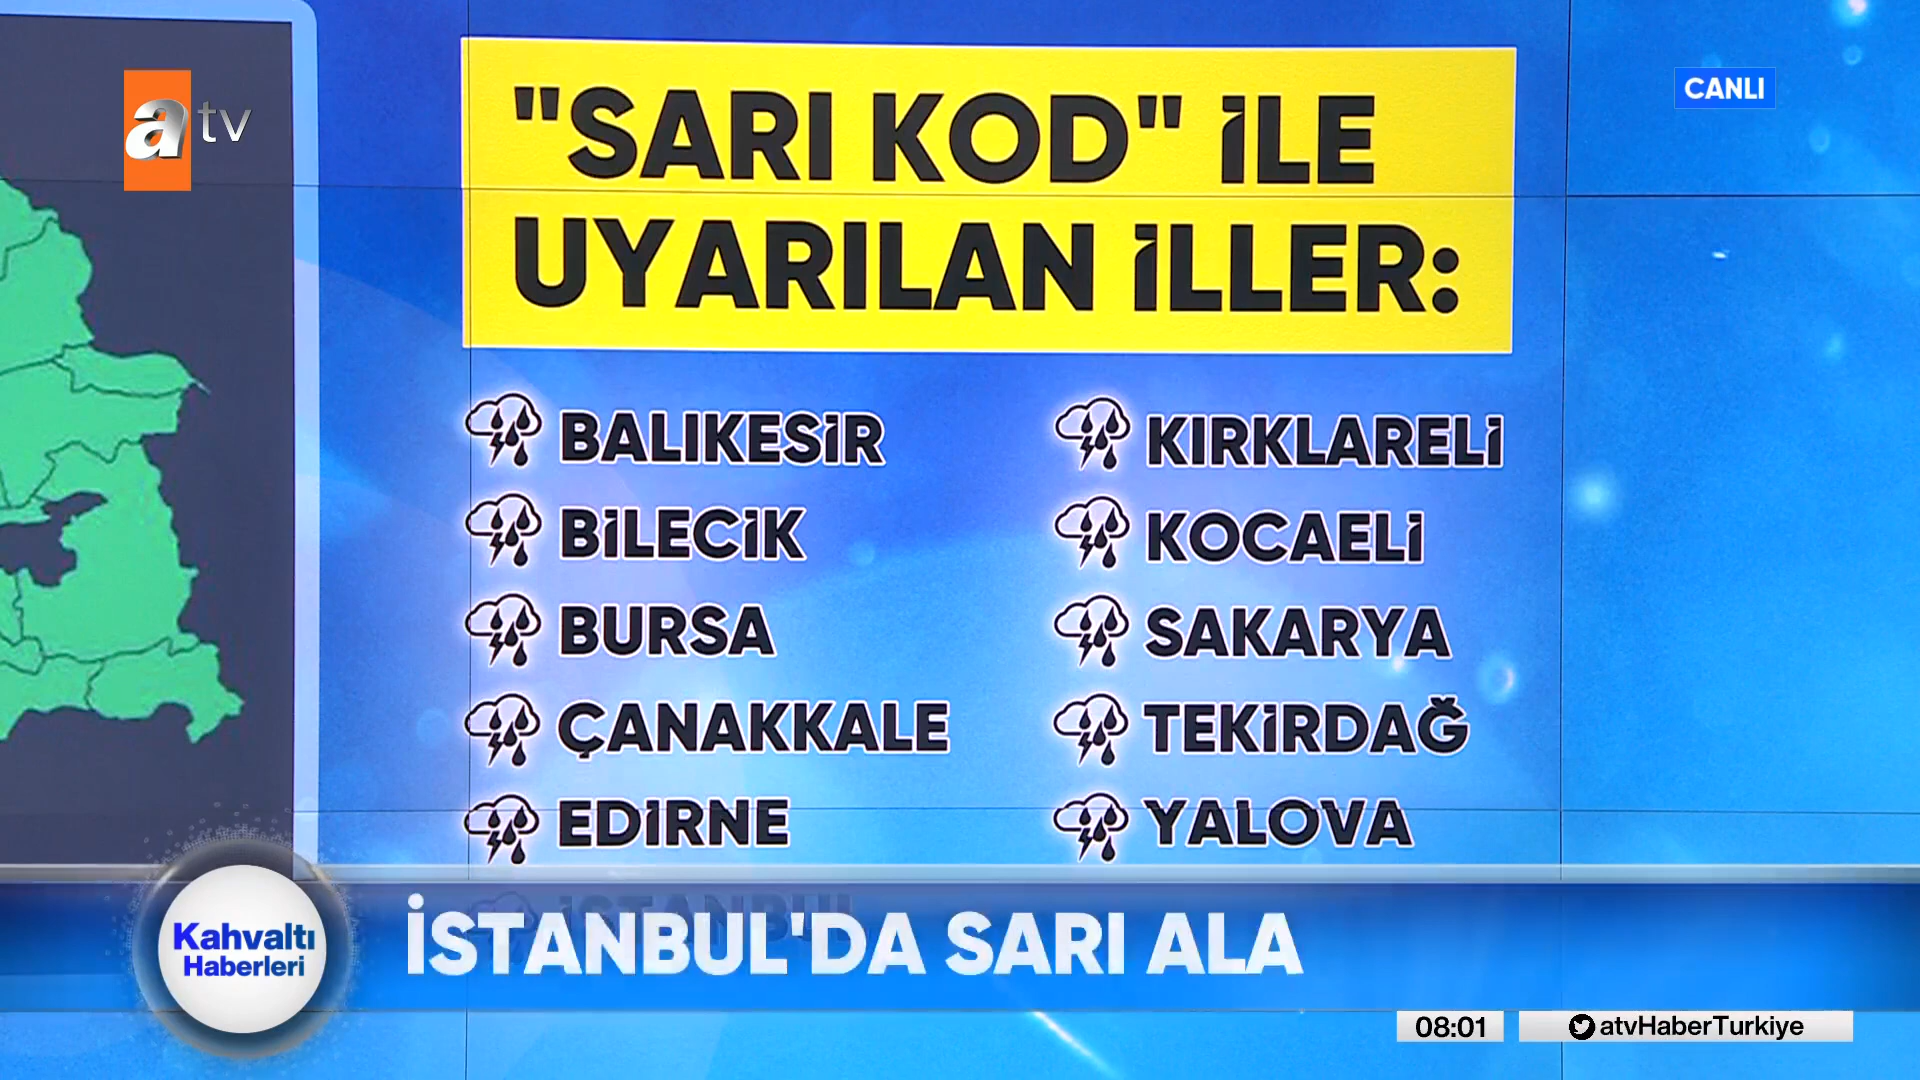 atv
CANLI
"SARI KOD" İLE
UYARILAN İLLER:
BALIKESİR
BİLECİK
BURSA
ÇANAKKALE
EDİRNE
İSTANBUL
KIRKLARELİ
KOCAELİ
SAKARYA
TEKİRDAĞ
YALOVA
Kahvaltı
Haberleri
İSTANBUL'DA SARI ALA
08:01
atvHaberTurkiye